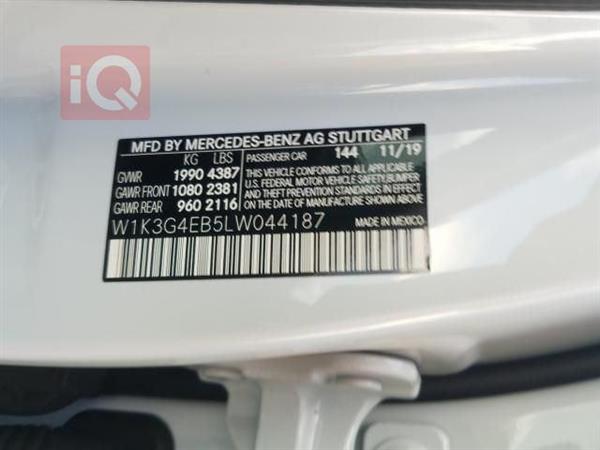 iQ
MFD BY MERCEDES-BENZ AG STUTTGART
KG LBS
PASSENGER CAR 144 11/19
GVWR 1990 4387
GAWR FRONT 1080 2381
GAWR REAR 960 2116
THIS VEHICLE CONFORMS TO ALL APPLICABLE
U.S. FEDERAL MOTOR VEHICLE SAFETY/BUMPER
AND THEFT PREVENTION STANDARDS IN EFFECT
ON THE DATE OF MANUFACTURE SHOWN ABOVE.
W1K3G4EB5LW044187
MADE IN MEXICO